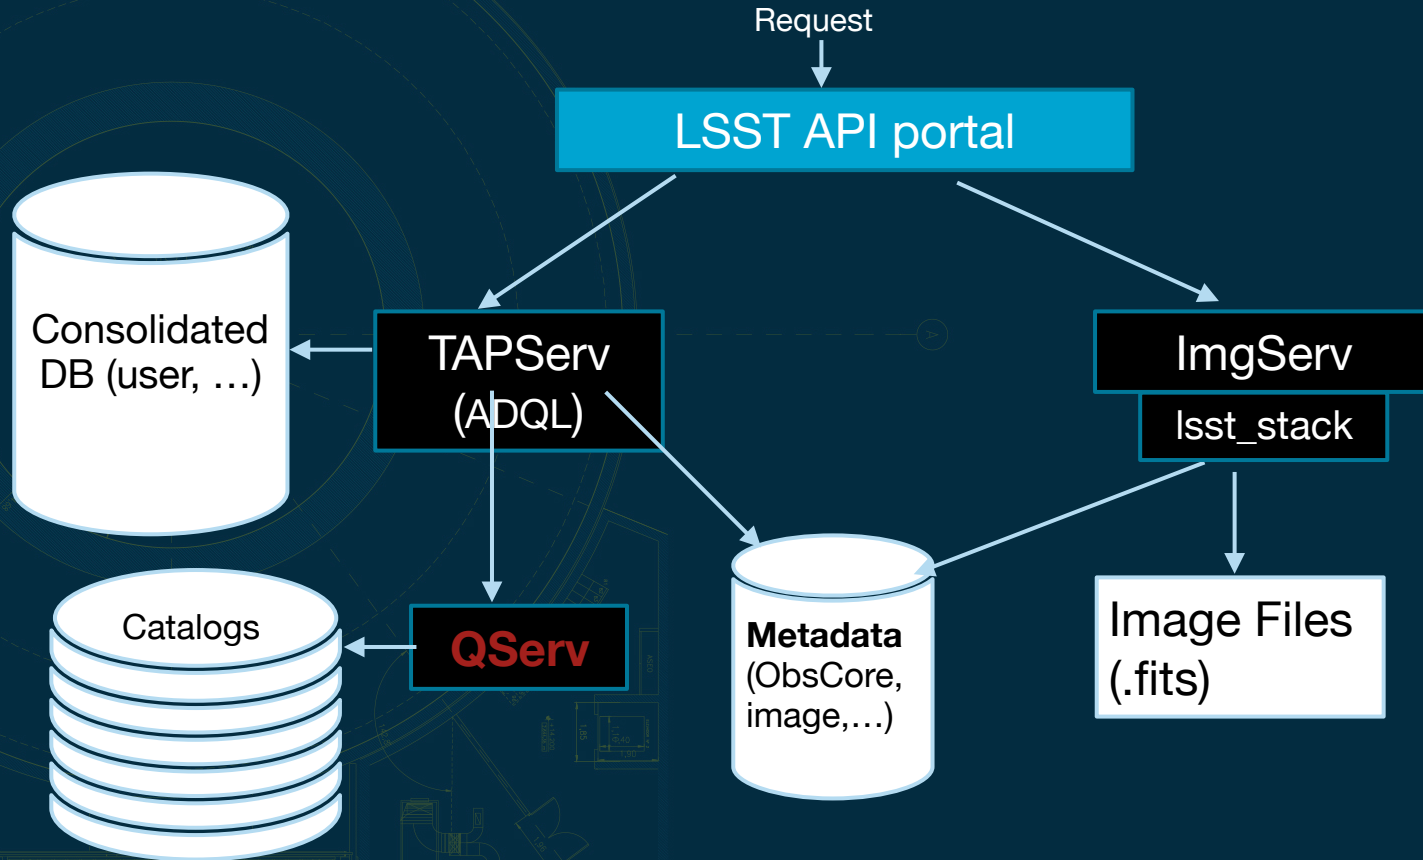 Request
LSST API portal
Consolidated
DB (user, …)
TAPServ
(ADQL)
ImgServ
lsst_stack
Catalogs
QServ
Metadata
(ObsCore,
image,…)
Image Files
(.fits)
A